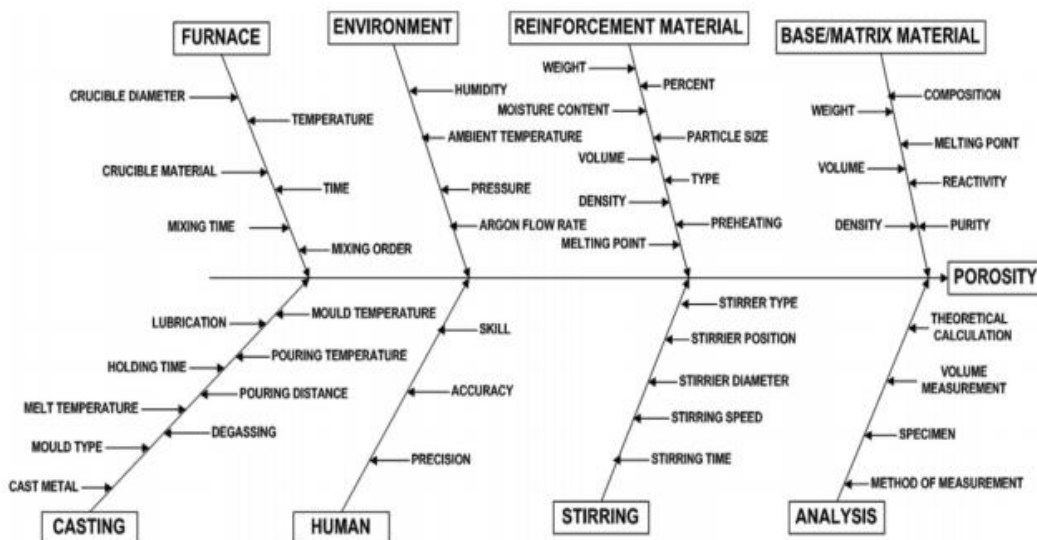 FURNACE
ENVIRONMENT
REINFORCEMENT MATERIAL
BASE/MATRIX MATERIAL
CRUCIBLE DIAMETER
TEMPERATURE
CRUCIBLE MATERIAL
TIME
MIXING TIME
MIXING ORDER
HUMIDITY
AMBIENT TEMPERATURE
PRESSURE
ARGON FLOW RATE
WEIGHT
PERCENT
MOISTURE CONTENT
PARTICLE SIZE
VOLUME
TYPE
DENSITY
PREHEATING
MELTING POINT
COMPOSITION
WEIGHT
MELTING POINT
VOLUME
REACTIVITY
DENSITY
PURITY
POROSITY
MOULD TEMPERATURE
LUBRICATION
POURING TEMPERATURE
HOLDING TIME
POURING DISTANCE
MELT TEMPERATURE
DEGASSING
MOULD TYPE
CAST METAL
SKILL
ACCURACY
PRECISION
STIRRER TYPE
STIRRIER POSITION
STIRRIER DIAMETER
STIRRING SPEED
STIRRING TIME
THEORETICAL
CALCULATION
VOLUME
MEASUREMENT
SPECIMEN
METHOD OF MEASUREMENT
CASTING
HUMAN
STIRRING
ANALYSIS